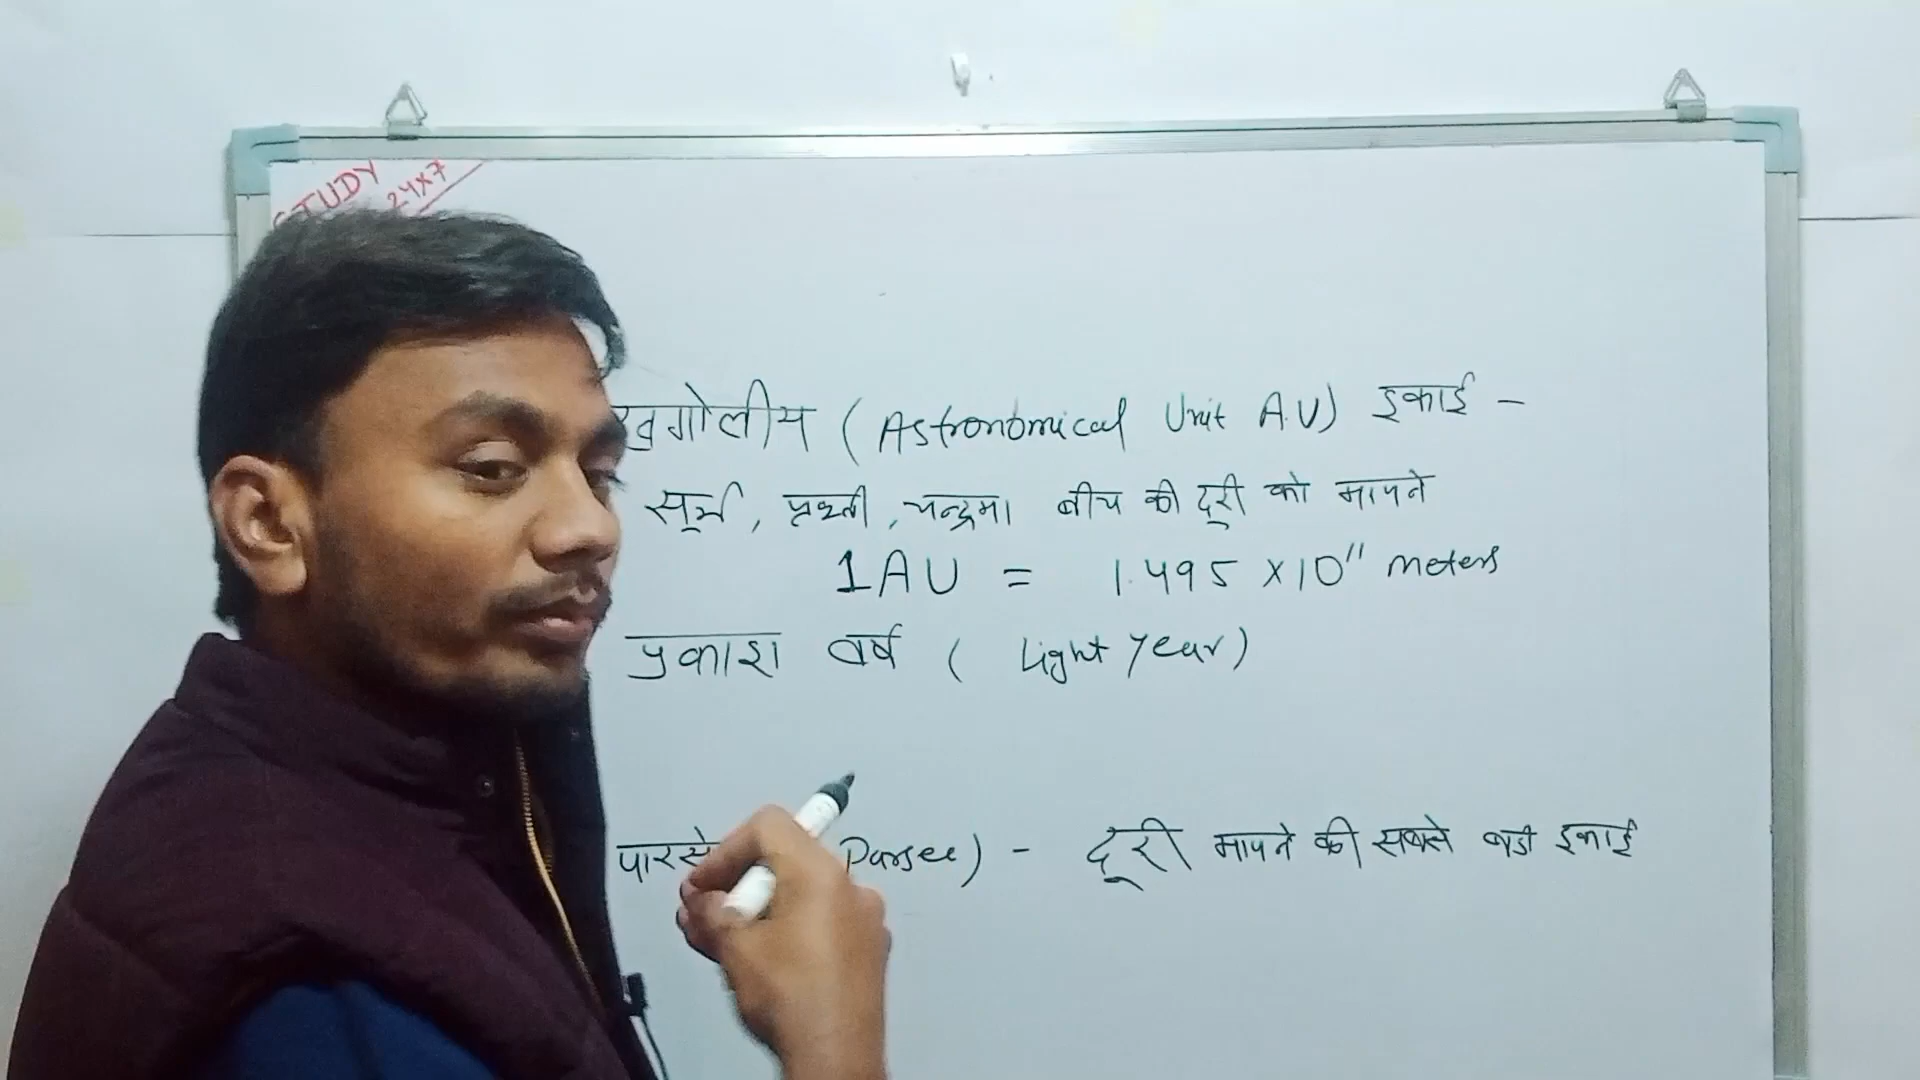 STUDY
24x7
खगोलीय (Astronomical Unit A.U) इकाई -
सूर्य, पृथ्वी, चन्द्रमा बीच की दूरी को मापने
1AU = 1.495 ×10¹¹ meters
प्रकाश वर्ष ( Light year)
पारसे Parsec) - दूरी मापने की सबसे बडी इकाई